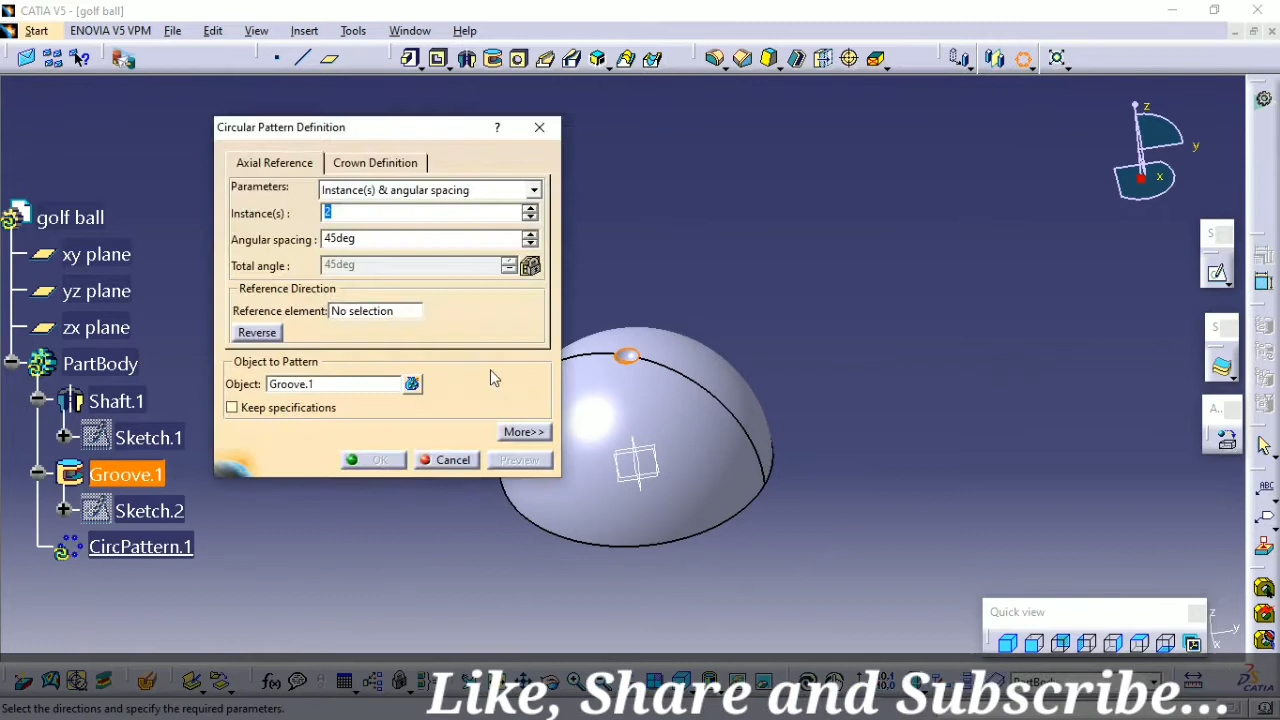 CATIA V5 - [golf ball]
Start ENOVIA V5 VPM File Edit View Insert Tools Window Help
Circular Pattern Definition ?
Axial Reference Crown Definition
Parameters: Instance(s) & angular spacing
Instance(s) : 2
Angular spacing : 45deg
Total angle : 45deg
Reference Direction
Reference element: No selection
Reverse
Object to Pattern
Object: Groove.1
Keep specifications
More>>
OK Cancel Preview
golf ball
xy plane
yz plane
zx plane
PartBody
Shaft.1
Sketch.1
Groove.1
Sketch.2
CircPattern.1
z
y
x
S
S
A...
ABC
Quick view
z
y
x
f(x)
Like, Share and Subscribe...
Select the directions and specify the required parameters.
CATIA